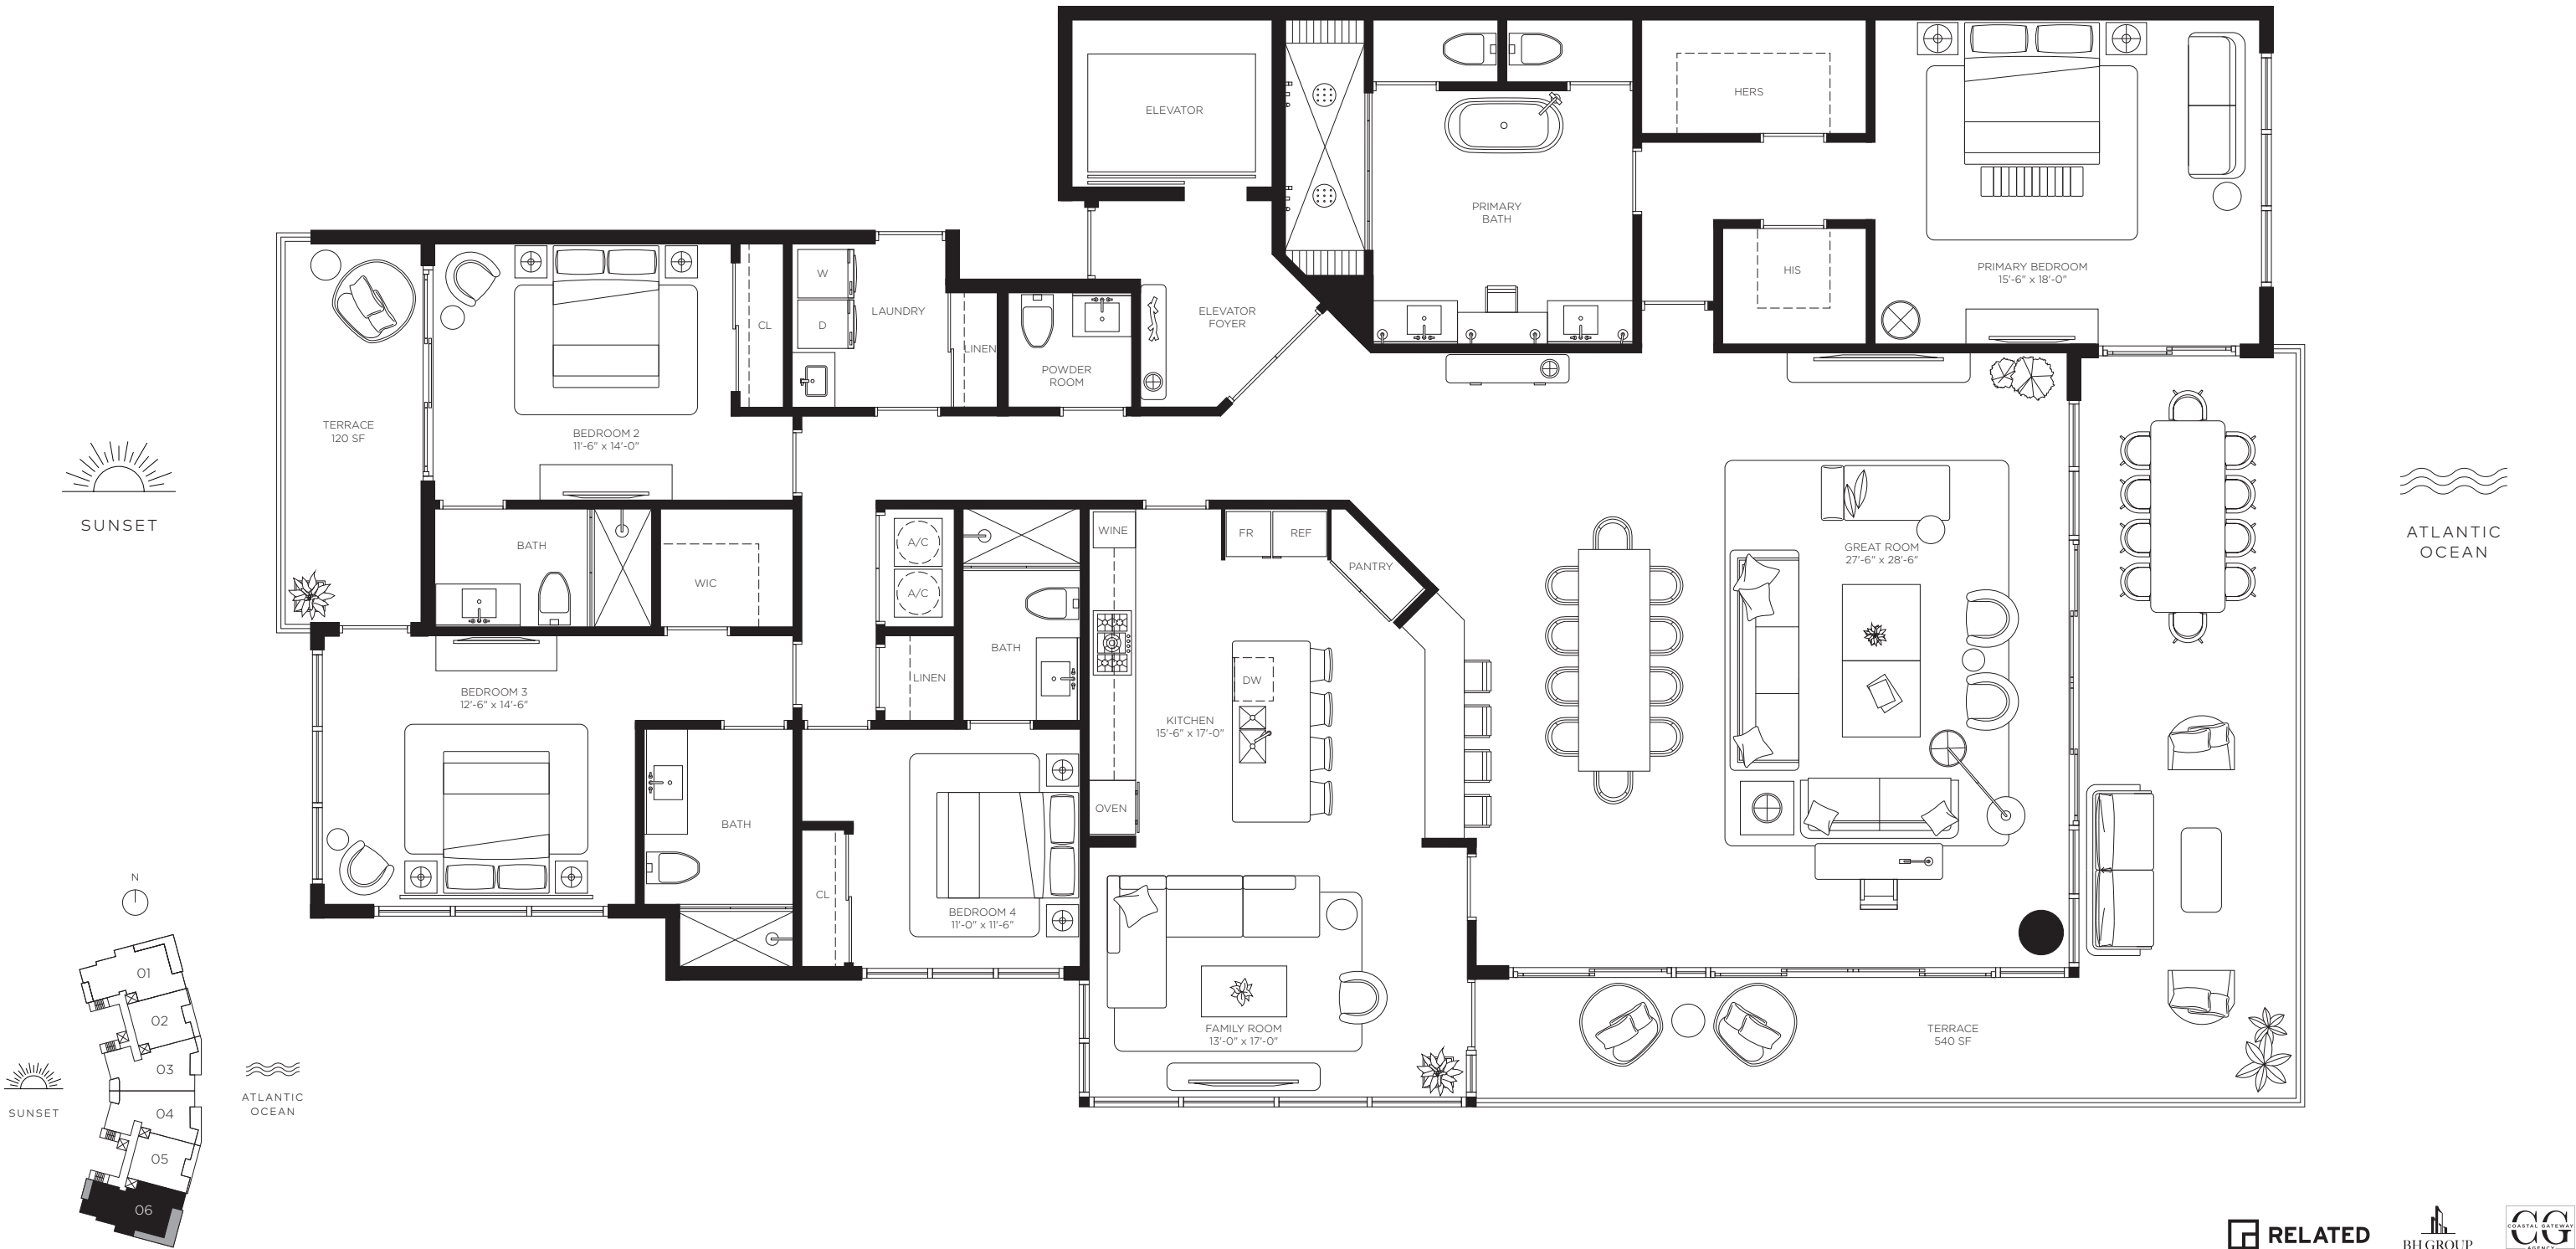 ELEVATOR
HERS
PRIMARY
BATH
HIS
PRIMARY BEDROOM
15'-6" x 18'-0"
W
D
LAUNDRY
CL
LINEN
POWDER
ROOM
ELEVATOR
FOYER
TERRACE
120 SF
BEDROOM 2
11'-6" x 14'-0"
SUNSET
ATLANTIC
OCEAN
BATH
WIC
A/C
A/C
LINEN
BATH
WINE
FR
REF
PANTRY
DW
KITCHEN
15'-6" x 17'-0"
OVEN
GREAT ROOM
27'-6" x 28'-6"
BEDROOM 3
12'-6" x 14'-6"
BATH
CL
BEDROOM 4
11'-0" x 11'-6"
FAMILY ROOM
13'-0" x 17'-0"
TERRACE
540 SF
N
01
02
03
04
05
06
SUNSET
ATLANTIC
OCEAN
RELATED
BH GROUP
CG
COASTAL GATEWAY
AGENCY